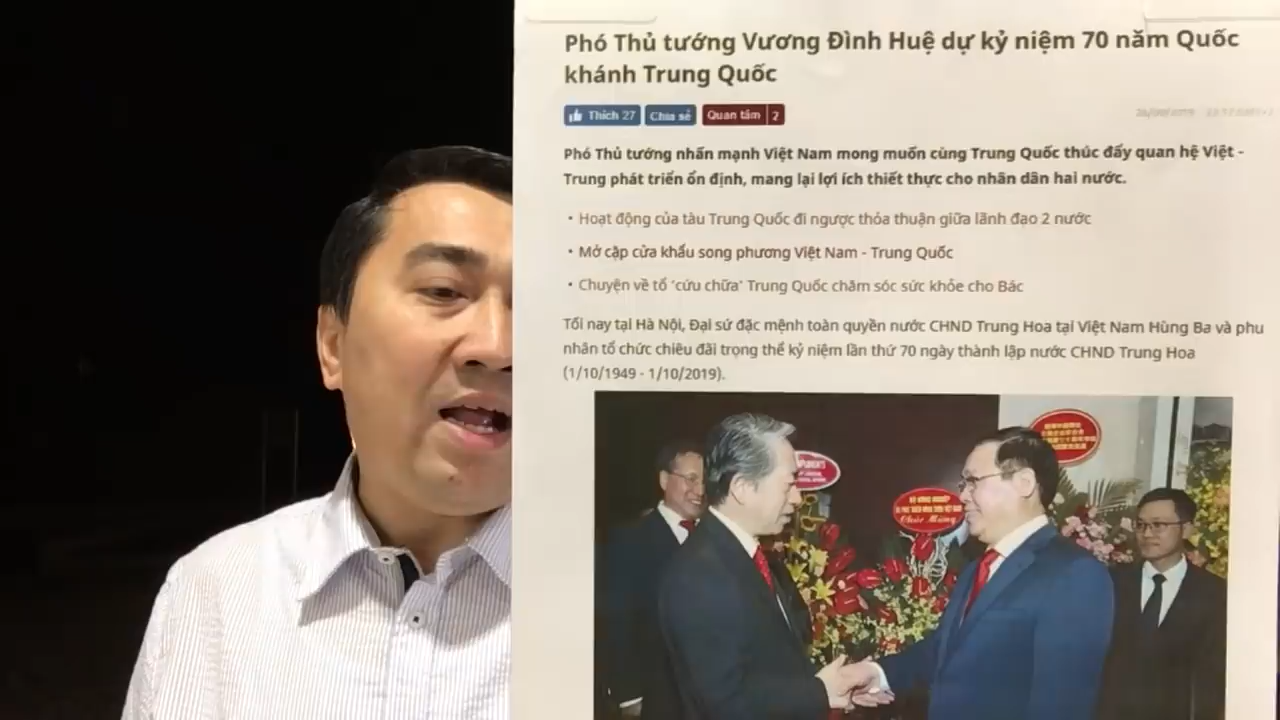 Phó Thủ tướng Vương Đình Huệ dự kỷ niệm 70 năm Quốc
khánh Trung Quốc
Thích 27 Chia sẻ Quan tâm 2
Phó Thủ tướng nhấn mạnh Việt Nam mong muốn cùng Trung Quốc thúc đẩy quan hệ Việt -
Trung phát triển ổn định, mang lại lợi ích thiết thực cho nhân dân hai nước.
• Hoạt động của tàu Trung Quốc đi ngược thỏa thuận giữa lãnh đạo 2 nước
• Mở cặp cửa khẩu song phương Việt Nam - Trung Quốc
• Chuyện về tổ 'cứu chữa' Trung Quốc chăm sóc sức khỏe cho Bác
Tối nay tại Hà Nội, Đại sứ đặc mệnh toàn quyền nước CHND Trung Hoa tại Việt Nam Hùng Ba và phu
nhân tổ chức chiêu đãi trọng thể kỷ niệm lần thứ 70 ngày thành lập nước CHND Trung Hoa
(1/10/1949 - 1/10/2019).
BỘ NÔNG NGHIỆP
Chúc Mừng